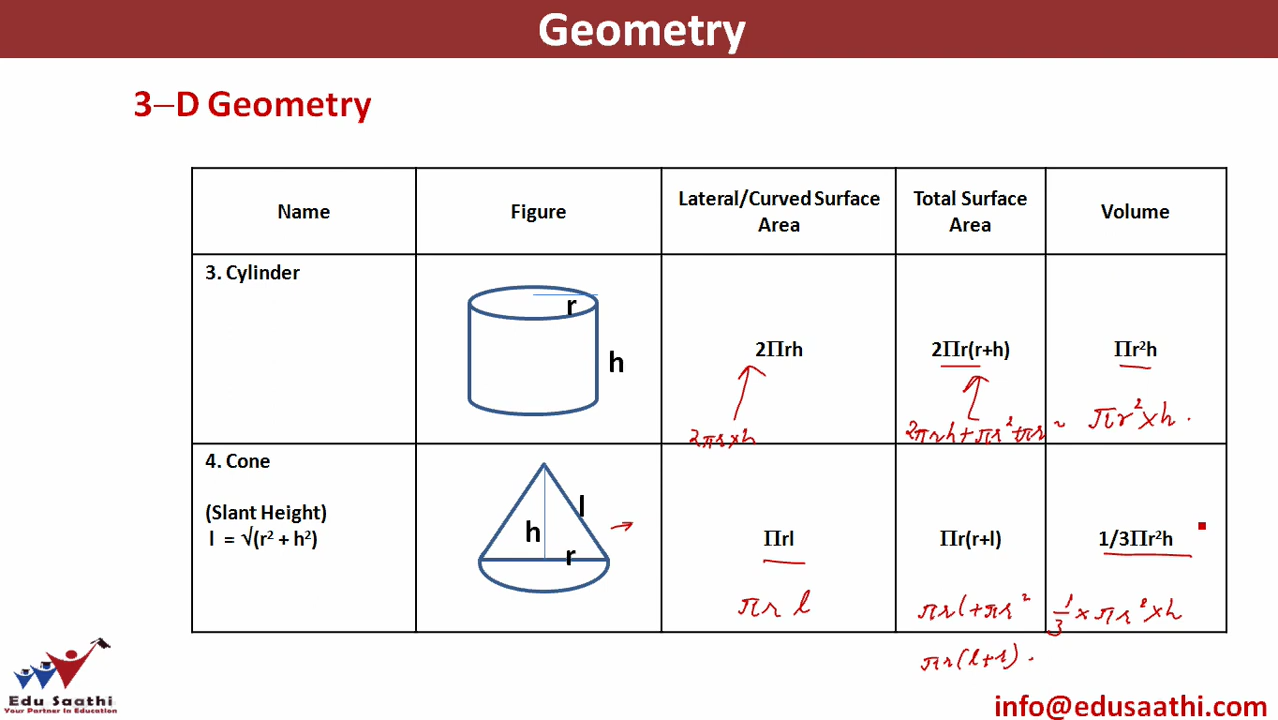 Geometry
3–D Geometry
Name
Figure
Lateral/Curved Surface
Area
Total Surface
Area
Volume
3. Cylinder
r
h
2Πrh
2πr×h
2Πr(r+h)
2πrh+πr²+πr²
Πr²h
πr²×h.
4. Cone
(Slant Height)
l = √(r² + h²)
h
l
r
Πrl
πr l
Πr(r+l)
πrl+πr²
πr(l+r).
1/3Πr²h
1/3×πr²×h
Edu Saathi
Your Partner in Education
info@edusaathi.com